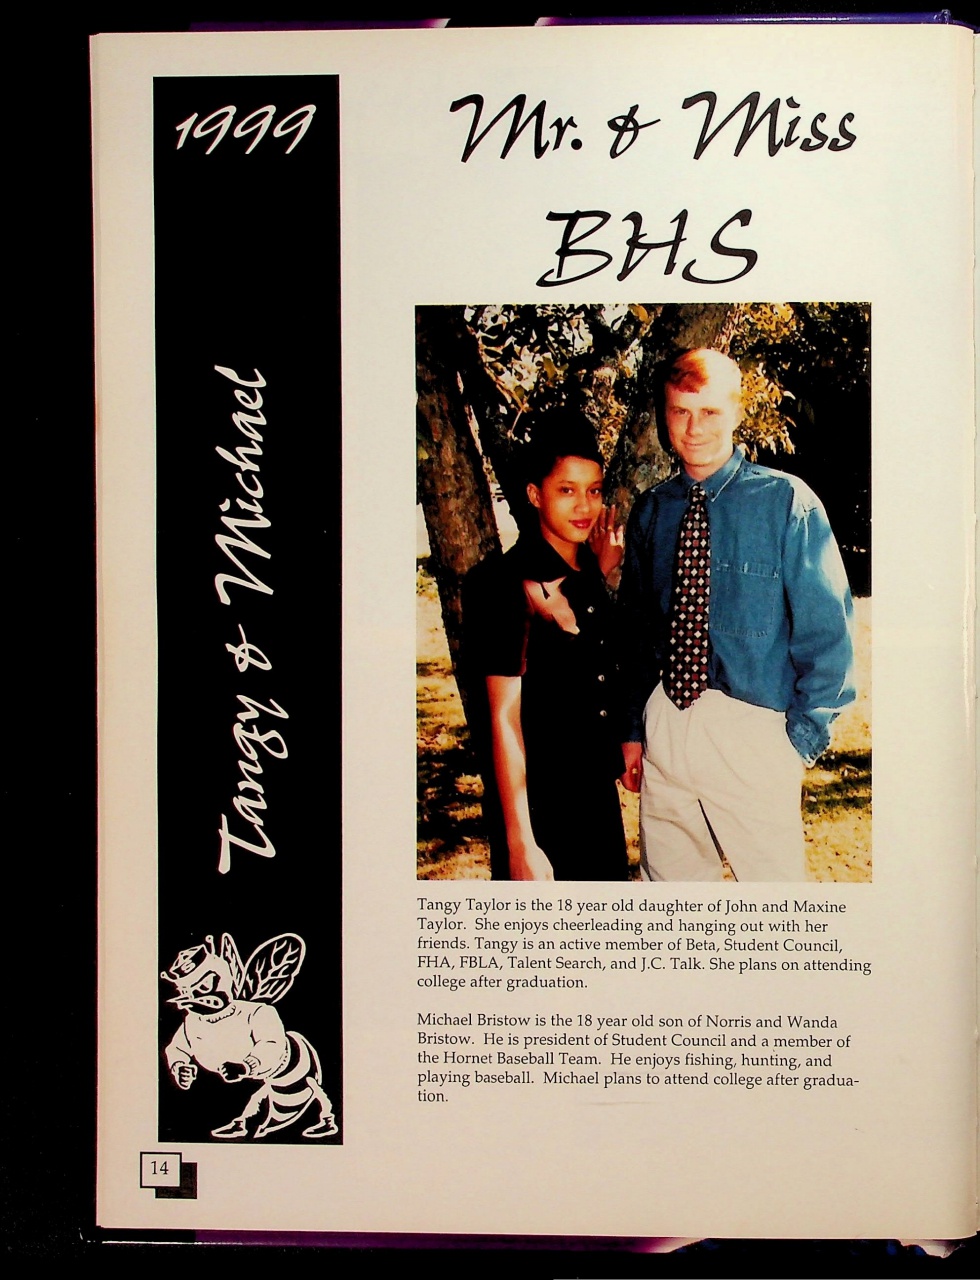 1999
Mr. & Miss
BHS
Tangy & Michael
Tangy Taylor is the 18 year old daughter of John and Maxine
Taylor. She enjoys cheerleading and hanging out with her
friends. Tangy is an active member of Beta, Student Council,
FHA, FBLA, Talent Search, and J.C. Talk. She plans on attending
college after graduation.
Michael Bristow is the 18 year old son of Norris and Wanda
Bristow. He is president of Student Council and a member of
the Hornet Baseball Team. He enjoys fishing, hunting, and
playing baseball. Michael plans to attend college after gradua-
tion.
14